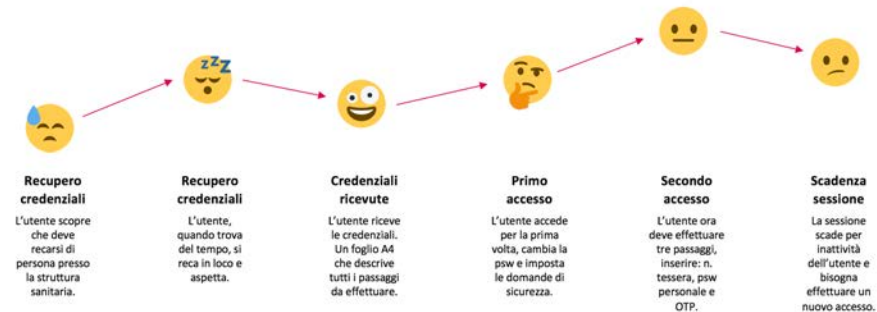 Recupero
credenziali
L'utente scopre
che deve
recarsi di
persona presso
la struttura
sanitaria.
Recupero
credenziali
L'utente,
quando trova
del tempo, si
reca in loco e
aspetta.
Credenziali
ricevute
L'utente riceve
le credenziali.
Un foglio A4
che descrive
tutti i passaggi
da effettuare.
Primo
accesso
L'utente accede
per la prima
volta, cambia la
psw e imposta
le domande di
sicurezza.
Secondo
accesso
L'utente ora
deve effettuare
tre passaggi,
inserire: n.
tessera, psw
personale e
OTP.
Scadenza
sessione
La sessione
scade per
inattività
dell'utente e
bisogna
effettuare un
nuovo accesso.